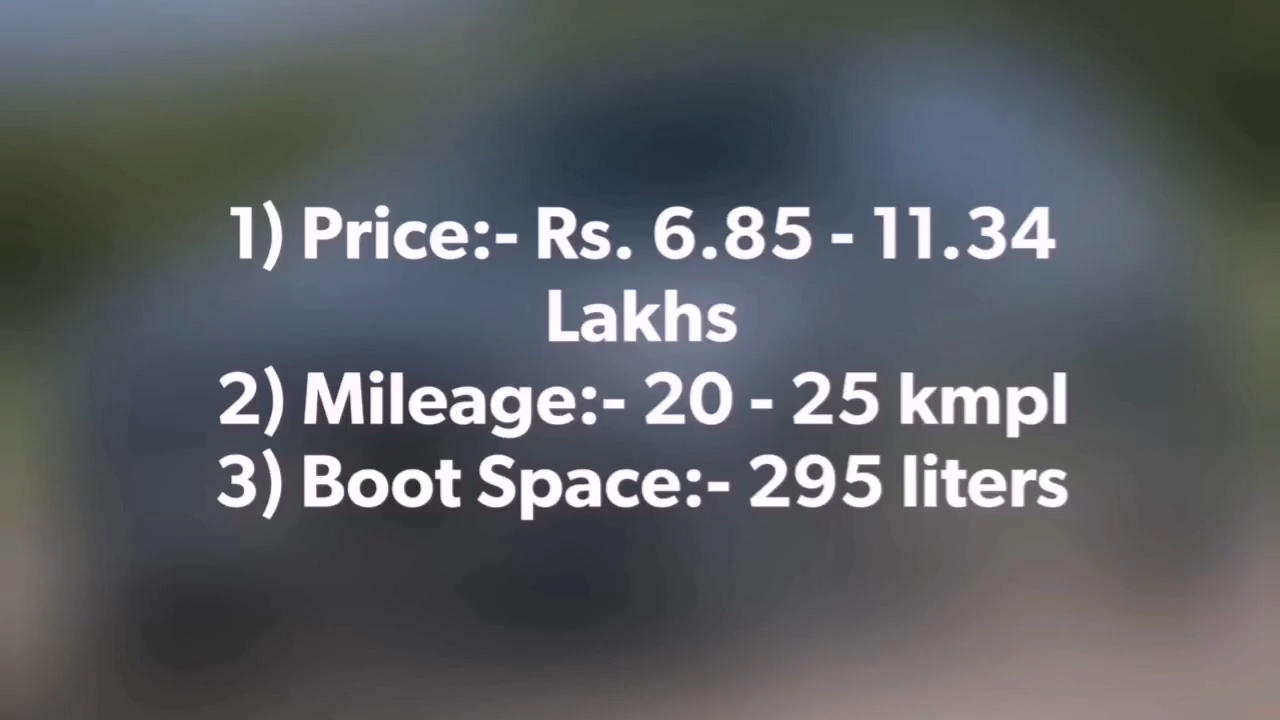 1) Price:- Rs. 6.85 - 11.34
Lakhs
2) Mileage:- 20 - 25 kmpl
3) Boot Space:- 295 liters